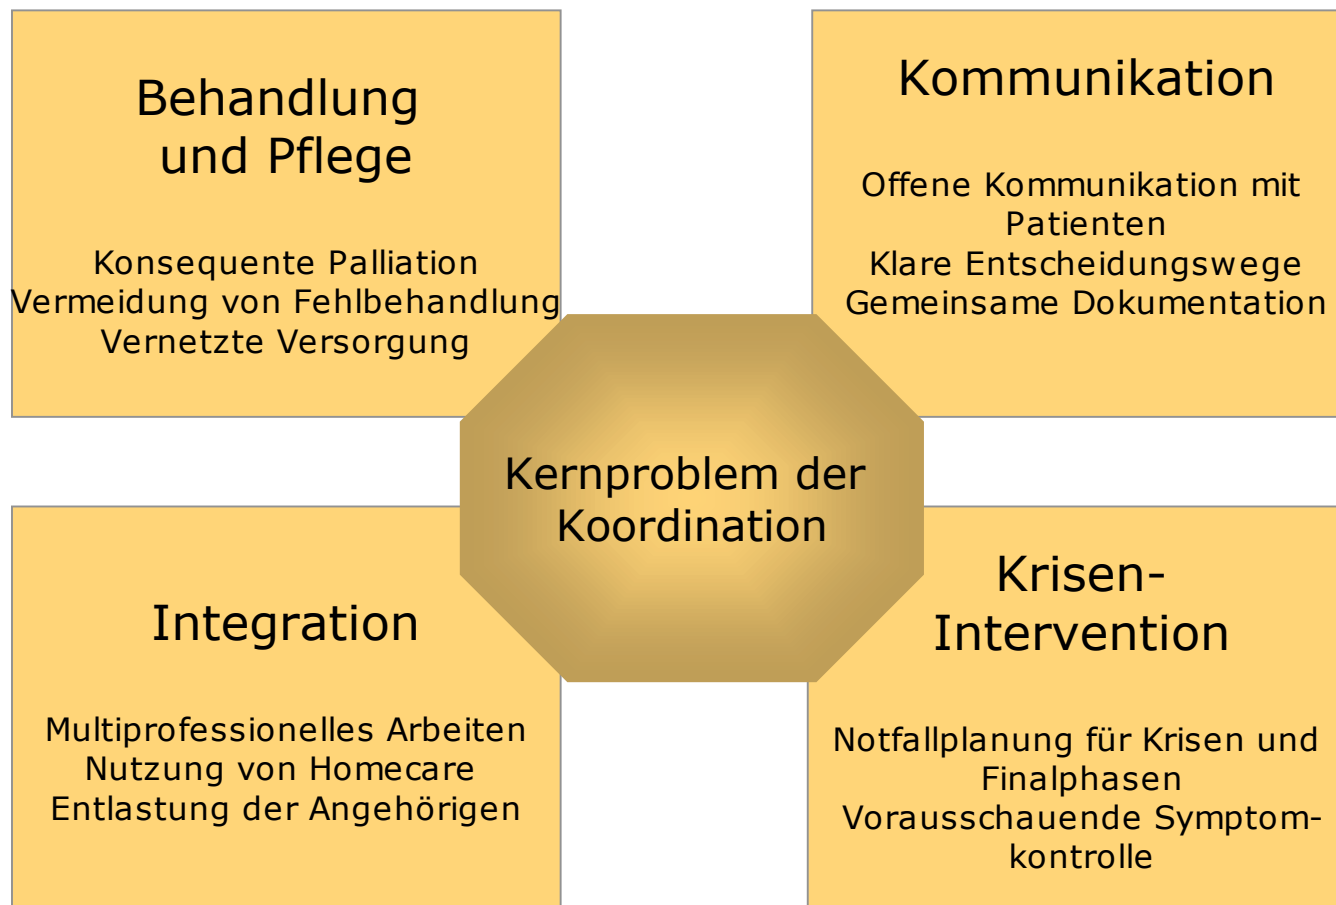 Behandlung
und Pflege
Konsequente Palliation
Vermeidung von Fehlbehandlung
Vernetzte Versorgung
Kommunikation
Offene Kommunikation mit
Patienten
Klare Entscheidungswege
Gemeinsame Dokumentation
Kernproblem der
Koordination
Integration
Multiprofessionelles Arbeiten
Nutzung von Homecare
Entlastung der Angehörigen
Krisen-
Intervention
Notfallplanung für Krisen und
Finalphasen
Vorausschauende Symptom-
kontrolle